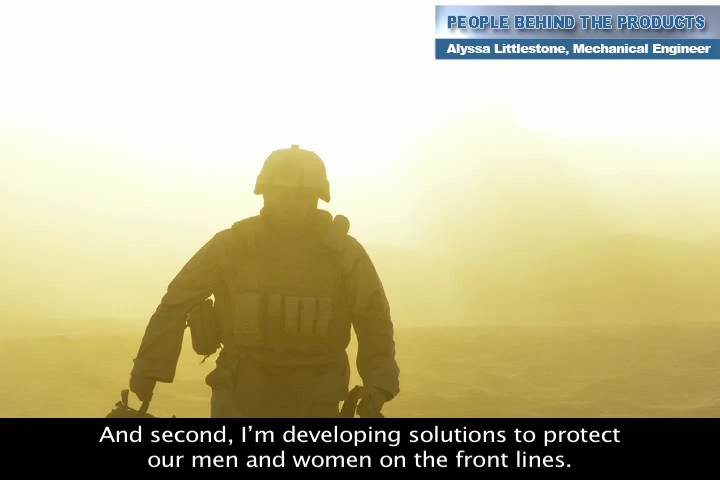 PEOPLE BEHIND THE PRODUCTS
Alyssa Littlestone, Mechanical Engineer
And second, I'm developing solutions to protect
our men and women on the front lines.